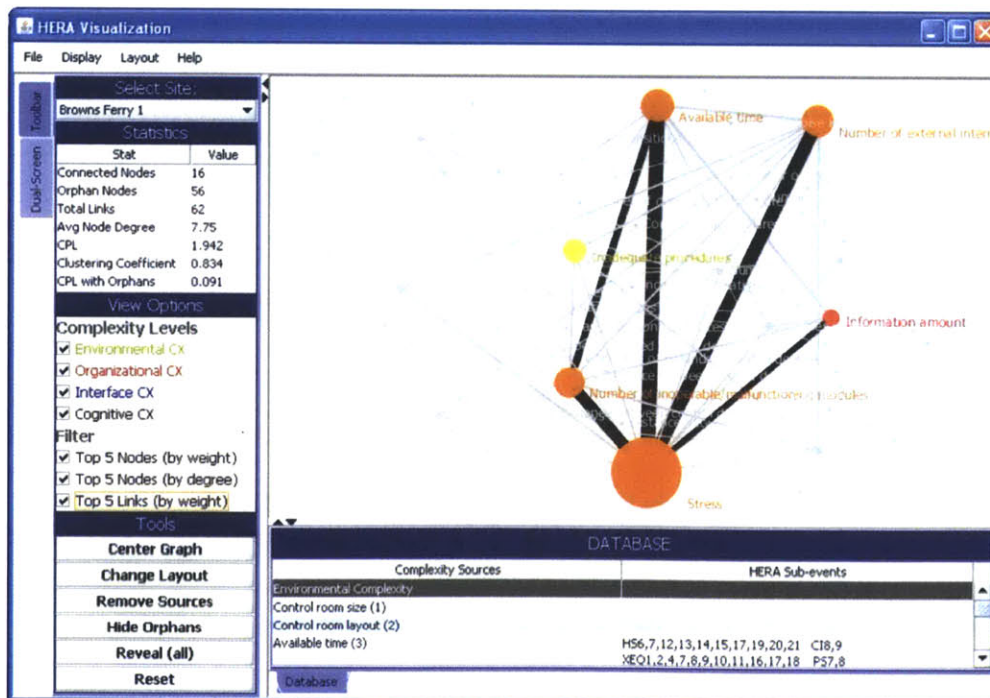 HERA Visualization
File Display Layout Help
Toolbar
Dual-Screen
Select Site:
Browns Ferry 1
Statistics
Stat Value
Connected Nodes 16
Orphan Nodes 56
Total Links 62
Avg Node Degree 7.75
CPL 1.942
Clustering Coefficient 0.834
CPL with Orphans 0.091
View Options
Complexity Levels
Environmental CX
Organizational CX
Interface CX
Cognitive CX
Filter
Top 5 Nodes (by weight)
Top 5 Nodes (by degree)
Top 5 Links (by weight)
Tools
Center Graph
Change Layout
Remove Sources
Hide Orphans
Reveal (all)
Reset
Available time
Number of external interr
Inadequate procedures
Information amount
Number of inoperable/malfunctioning
Stress
DATABASE
Complexity Sources HERA Sub-events
Environmental Complexity
Control room size (1)
Control room layout (2)
Available time (3) HS6,7,12,13,14,15,17,19,20,21 CI8,9
XEQ1,2,4,7,8,9,10,11,16,17,18 PS7,8
Database